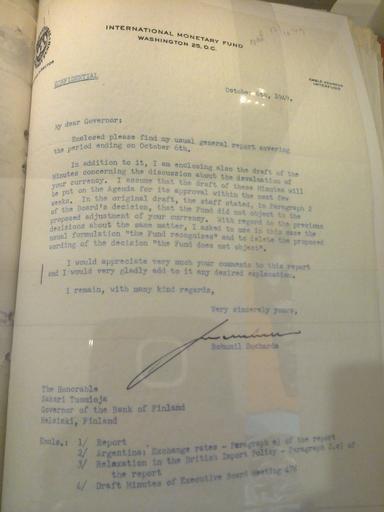 INTERNATIONAL MONETARY FUND
WASHINGTON 25, D.C.
CABLE ADDRESS
INTERFUND
CONFIDENTIAL
October 1949.
My dear Governor:
Enclosed please find my usual general report covering
the period ending on October 6th.
In addition to it, I am enclosing also the draft of the
Minutes concerning the discussion about the devaluation of
your currency. I assume that the draft of these Minutes will
be put on the Agenda for its approval within the next few
weeks. In the original draft, the staff stated, in Paragraph 2
of the Board's decision, that the Fund did not object to the
proposed adjustment of your currency. With regard to the previous
decisions about the same matter, I asked to use in this case the
usual formulation "the Fund recognizes" and to delete the proposed
wording of the decision "the Fund does not object".
I would appreciate very much your comments to this report
and I would very gladly add to it any desired explanation.
I remain, with many kind regards,
Very sincerely yours,
Bohumil Sucharda
The Honorable
Sakari Tuomioja
Governor of the Bank of Finland
Helsinki, Finland
Encls.: 1/ Report
2/ Argentina: Exchange rates - Paragraph e) of the report
3/ Relaxation in the British Import Policy - Paragraph J.c) of
the report
4/ Draft Minutes of Executive Board Meeting 476